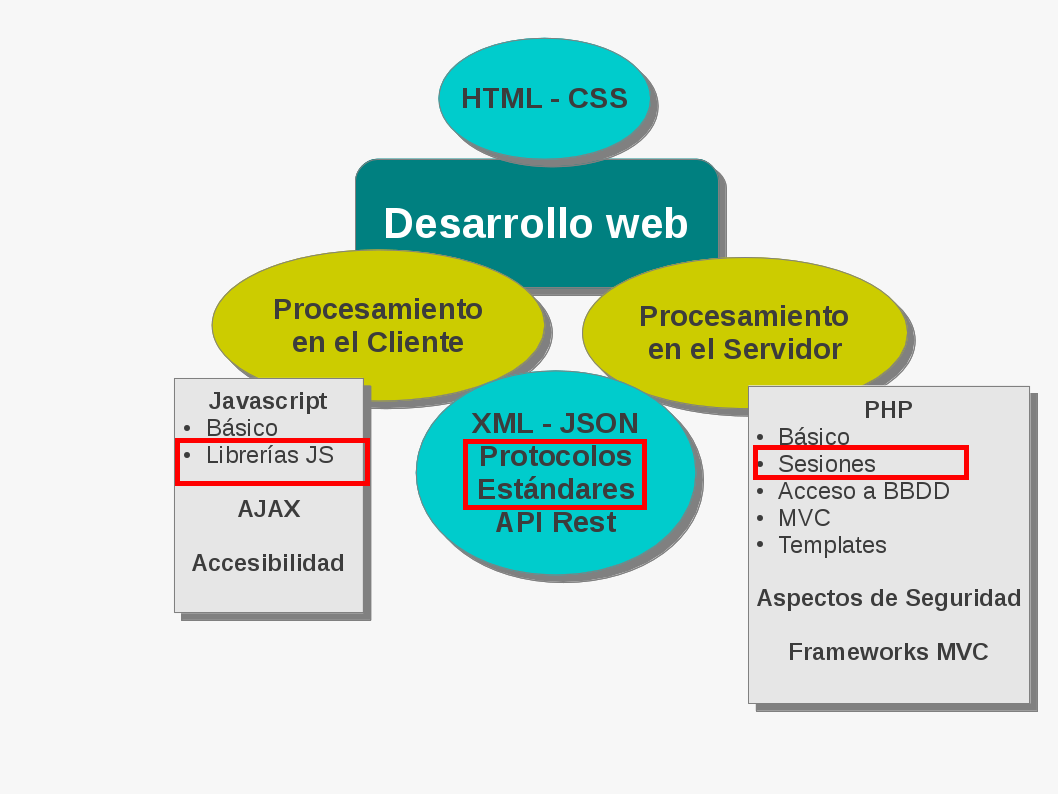 HTML - CSS
Desarrollo web
Procesamiento
en el Cliente
Procesamiento
en el Servidor
Javascript
• Básico
• Librerías JS
AJAX
Accesibilidad
XML - JSON
Protocolos
Estándares
API Rest
PHP
• Básico
• Sesiones
• Acceso a BBDD
• MVC
• Templates
Aspectos de Seguridad
Frameworks MVC